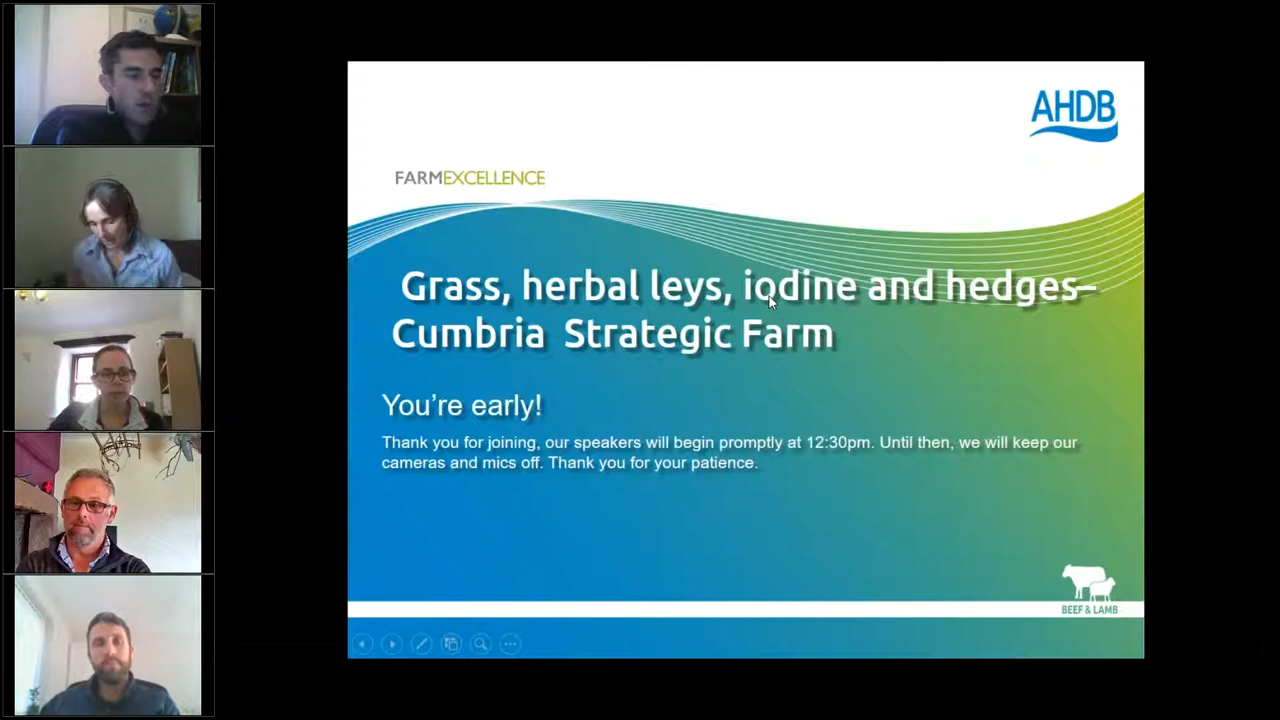 AHDB
FARMEXCELLENCE
Grass, herbal leys, iodine and hedges–
Cumbria Strategic Farm
You're early!
Thank you for joining, our speakers will begin promptly at 12:30pm. Until then, we will keep our
cameras and mics off. Thank you for your patience.
BEEF & LAMB